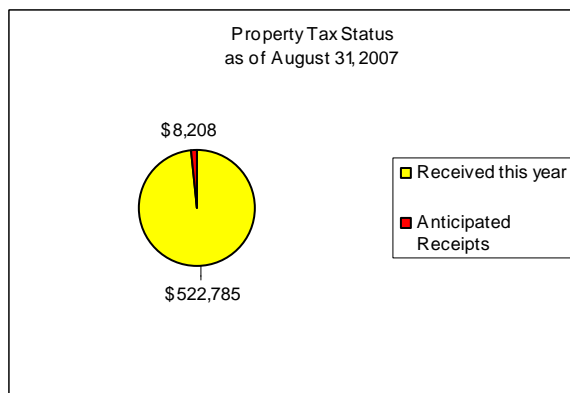 Property Tax Status
as of August 31, 2007
$8,208
Received this year
Anticipated
Receipts
$522,785